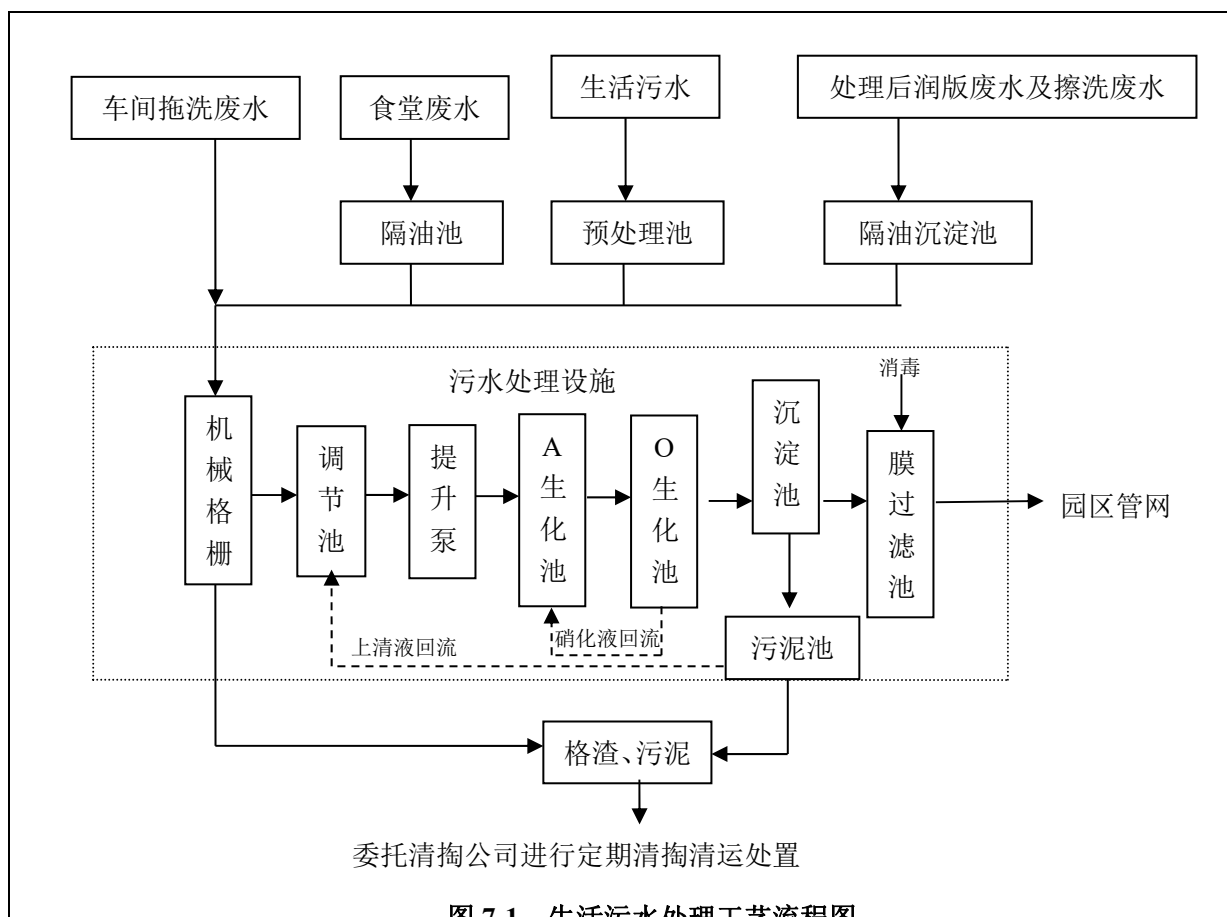 车间拖洗废水
食堂废水
生活污水
处理后润版废水及擦洗废水
隔油池
预处理池
隔油沉淀池
污水处理设施
消毒
机械格栅
调节池
提升泵
A生化池
O生化池
沉淀池
膜过滤池
园区管网
上清液回流
硝化液回流
污泥池
格渣、污泥
委托清掏公司进行定期清掏清运处置
图 7-1 生活污水处理工艺流程图